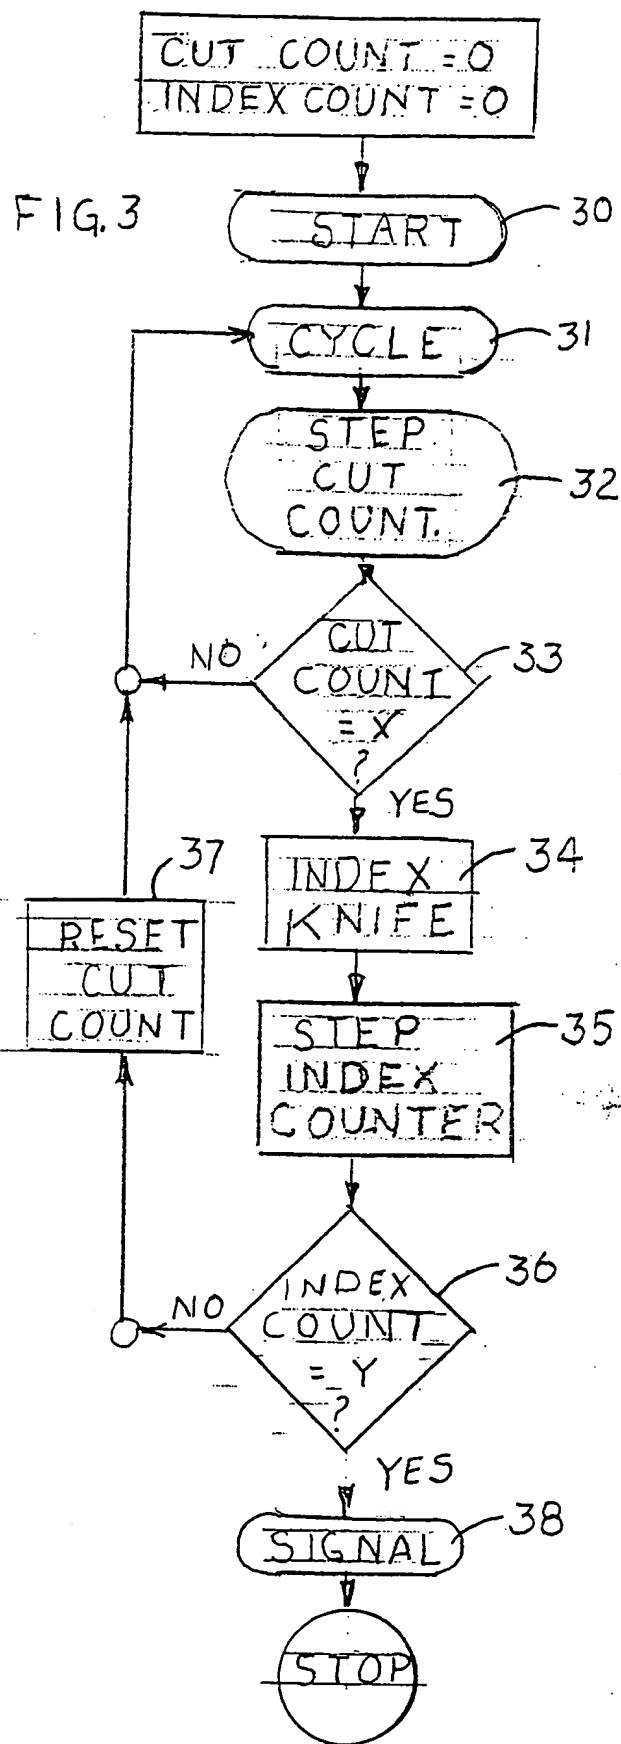 CUT COUNT = 0
INDEX COUNT = 0
FIG. 3
START
30
CYCLE
31
STEP
CUT
COUNT.
32
CUT
COUNT
= X
?
33
NO
YES
INDEX
KNIFE
34
37
RESET
CUT
COUNT
STEP
INDEX
COUNTER
35
INDEX
COUNT
= Y
?
36
NO
YES
SIGNAL
38
STOP